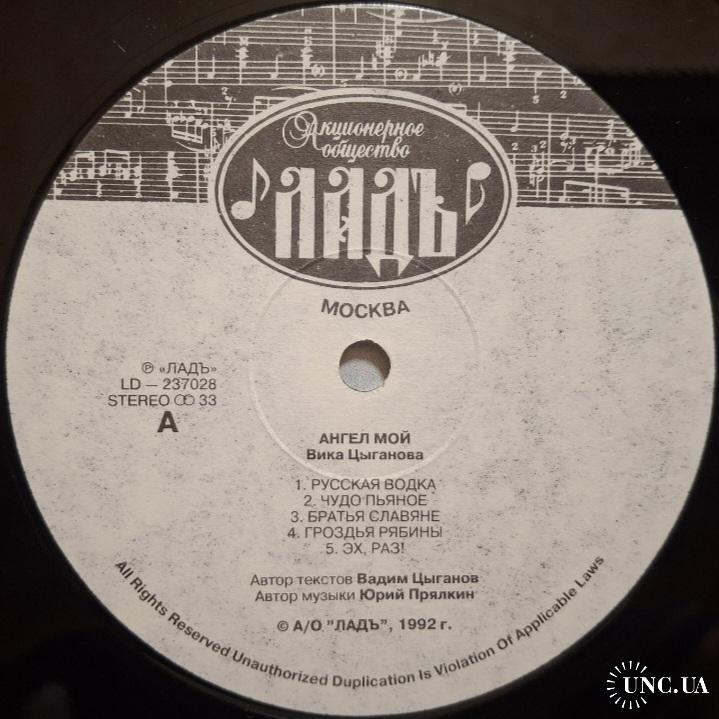 Акционерное
общество
ЛАДЪ
МОСКВА
℗ «ЛАДЪ»
LD – 237028
STEREO 33
A
АНГЕЛ МОЙ
Вика Цыганова
1. РУССКАЯ ВОДКА
2. ЧУДО ПЬЯНОЕ
3. БРАТЬЯ СЛАВЯНЕ
4. ГРОЗДЬЯ РЯБИНЫ
5. ЭХ, РАЗ!
Автор текстов Вадим Цыганов
Автор музыки Юрий Прялкин
© А/О "ЛАДЪ", 1992 г.
All Rights Reserved Unauthorized Duplication Is Violation Of Applicable Laws
UNC.UA